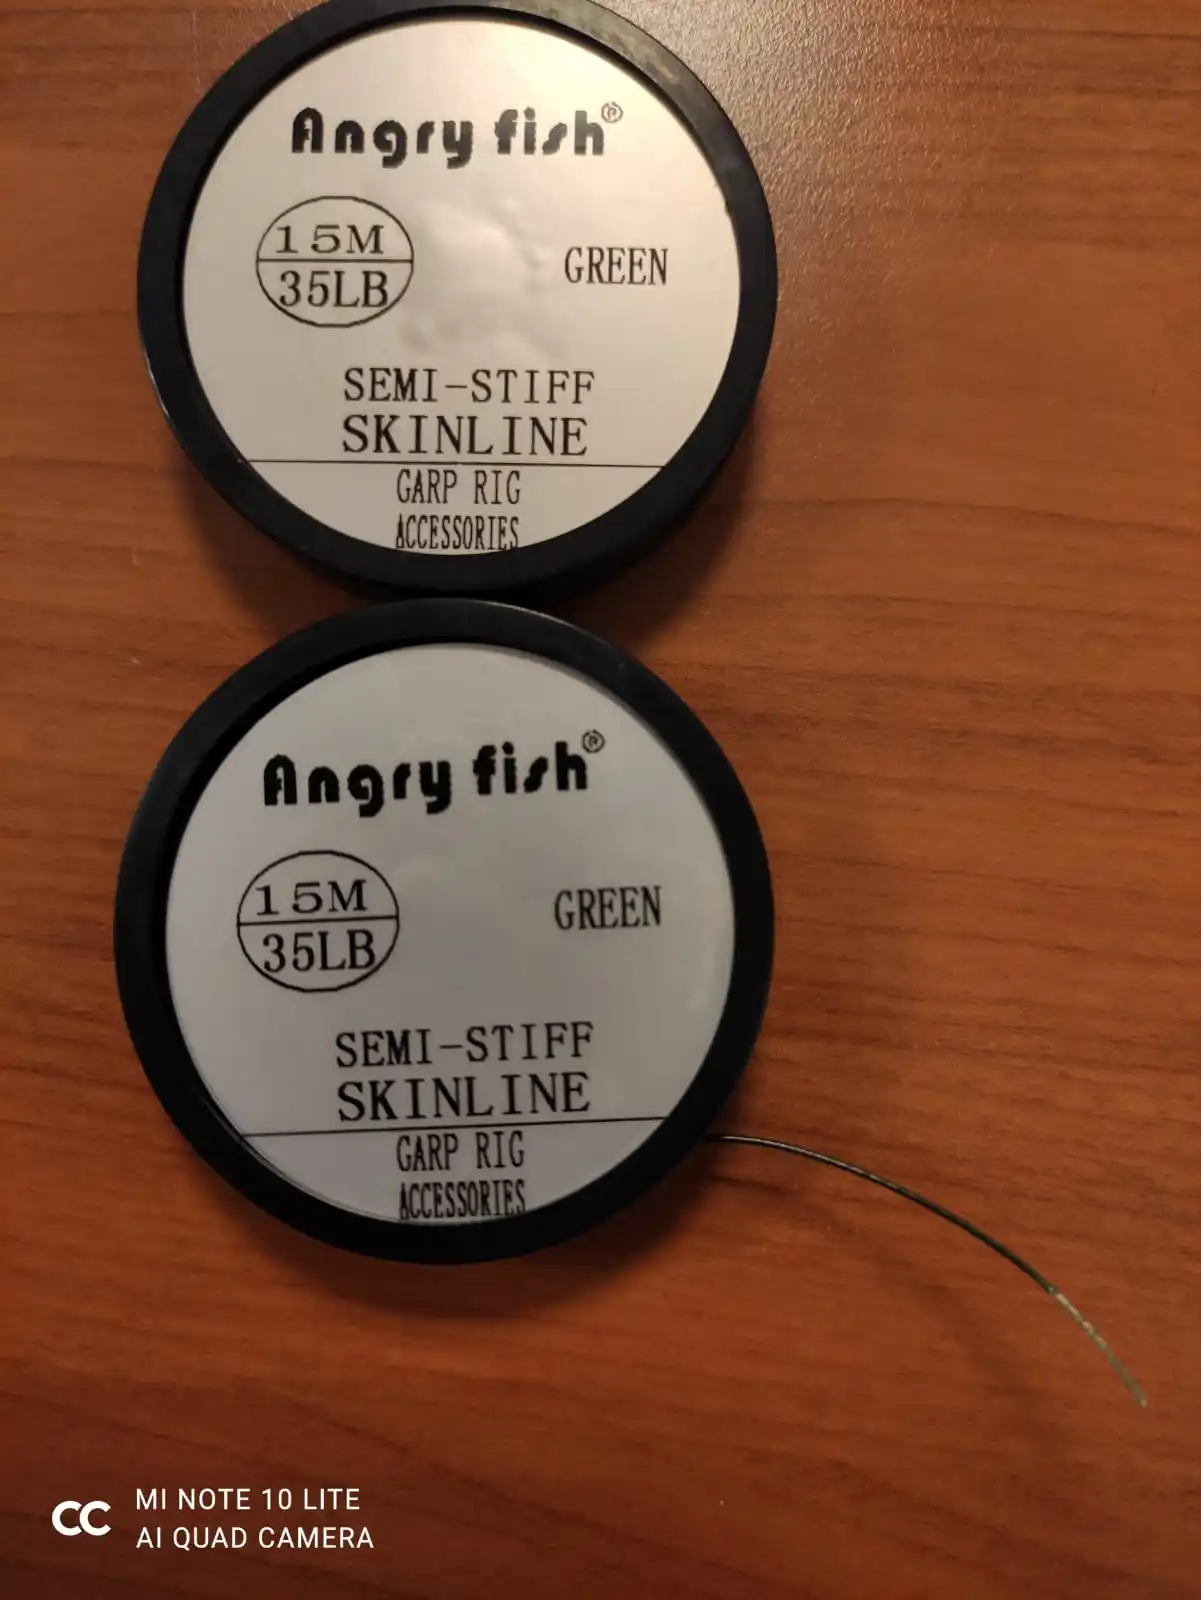 Angry fish®
15M
GREEN
35LB
SEMI-STIFF
SKINLINE
GARP RIG
ACCESSORIES
Angry fish®
15M
GREEN
35LB
SEMI-STIFF
SKINLINE
GARP RIG
ACCESSORIES
MI NOTE 10 LITE
AI QUAD CAMERA